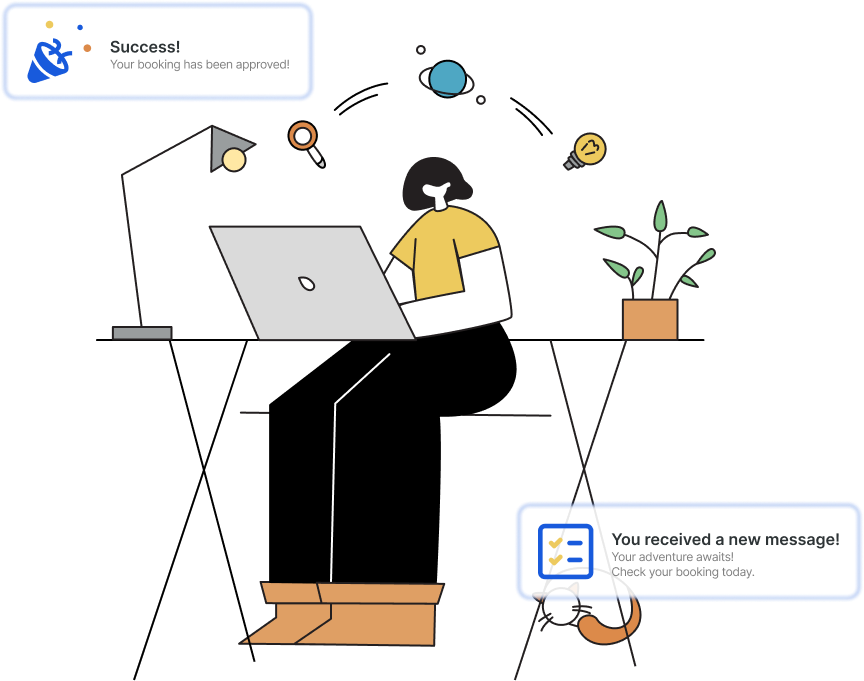 Success!
Your booking has been approved!
You received a new message!
Your adventure awaits!
Check your booking today.